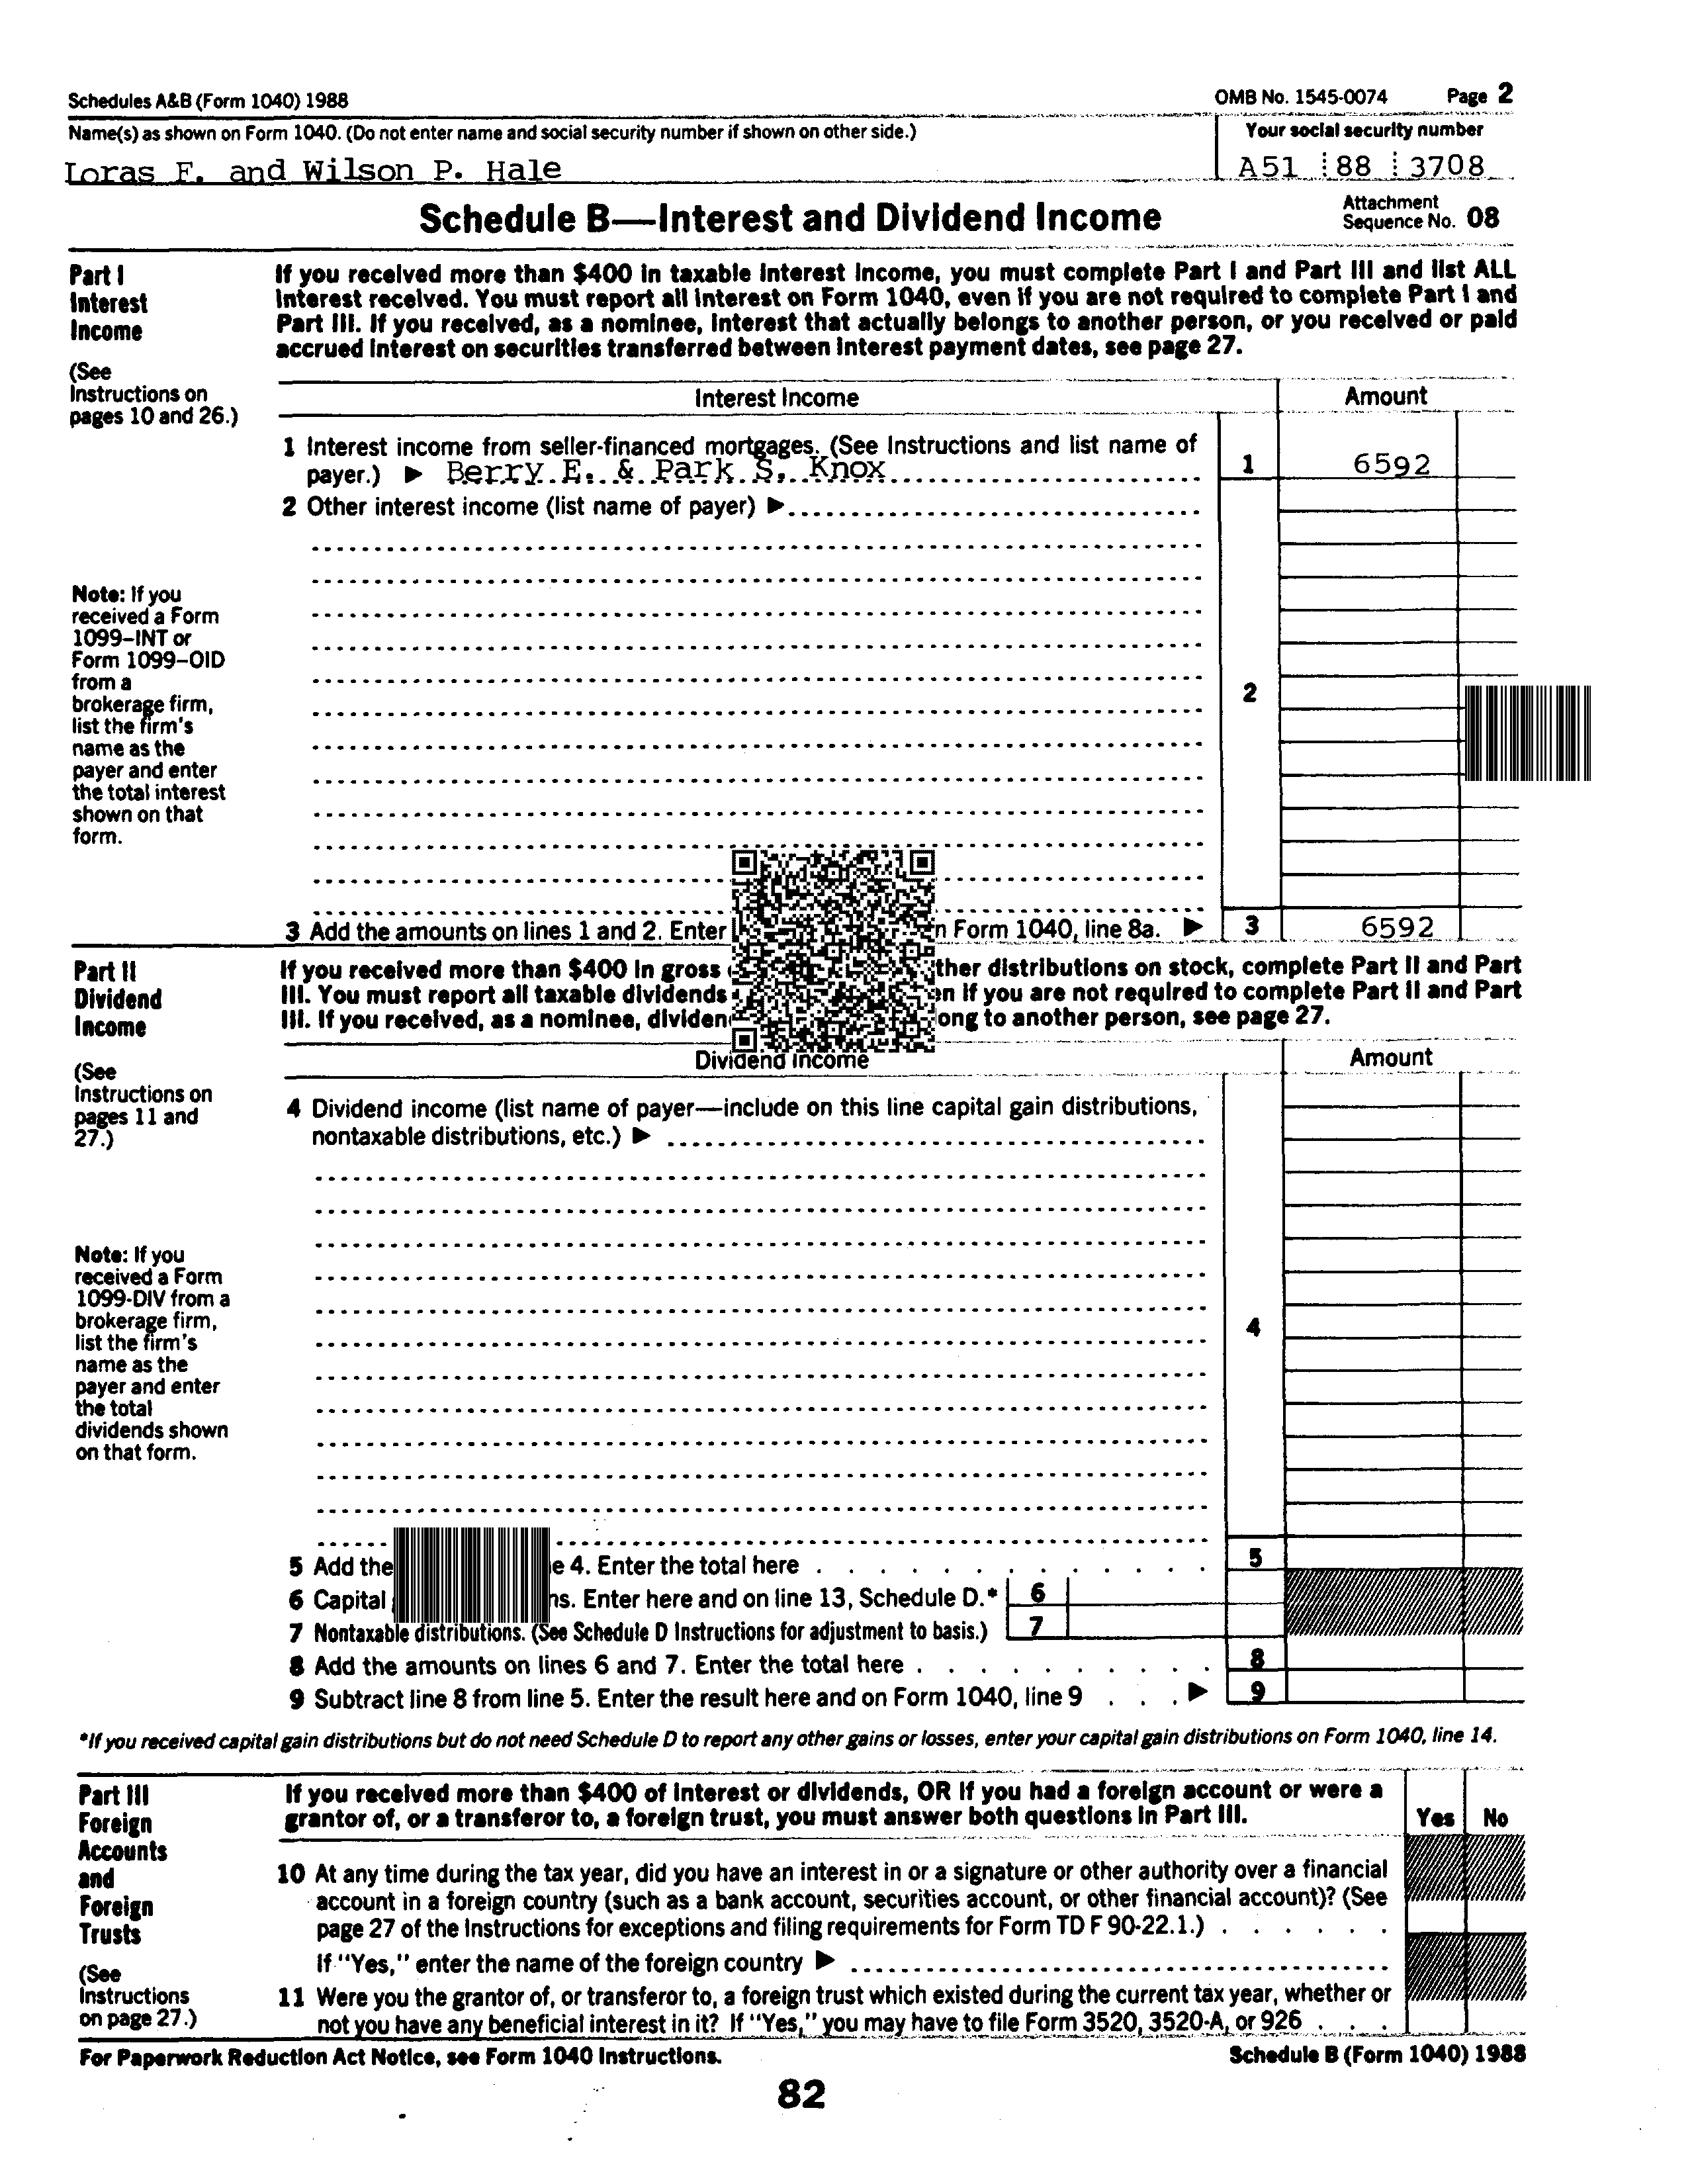 Schedules A&B (Form 1040) 1988 OMB No. 1545-0074 Page 2
Name(s) as shown on Form 1040. (Do not enter name and social security number if shown on other side.) Your social security number
Ioras F. and Wilson P. Hale A51 88 3708
Schedule B—Interest and Dividend Income
Attachment
Sequence No. 08
Part I
Interest
Income
(See
Instructions on
pages 10 and 26.)
If you received more than $400 in taxable interest income, you must complete Part I and Part III and list ALL
interest received. You must report all interest on Form 1040, even if you are not required to complete Part I and
Part III. If you received, as a nominee, interest that actually belongs to another person, or you received or paid
accrued interest on securities transferred between interest payment dates, see page 27.
Interest Income Amount
1 Interest income from seller-financed mortgages. (See Instructions and list name of
payer.) ▶ Berry E. & Park S. Knox 1 6592
2 Other interest income (list name of payer) ▶
Note: If you
received a Form
1099–INT or
Form 1099–OID
from a
brokerage firm,
list the firm's
name as the
payer and enter
the total interest
shown on that
form.
2
3 Add the amounts on lines 1 and 2. Enter Form 1040, line 8a. ▶ 3 6592
Part II
Dividend
Income
(See
Instructions on
pages 11 and
27.)
If you received more than $400 in gross distributions on stock, complete Part II and Part
III. You must report all taxable dividends if you are not required to complete Part II and Part
III. If you received, as a nominee, to another person, see page 27.
Dividend Income Amount
4 Dividend income (list name of payer—include on this line capital gain distributions,
nontaxable distributions, etc.) ▶
Note: If you
received a Form
1099-DIV from a
brokerage firm,
list the firm's
name as the
payer and enter
the total
dividends shown
on that form.
4
5 Add the 4. Enter the total here 5
6 Capital Enter here and on line 13, Schedule D.* 6
7 Nontaxable distributions. (See Schedule D Instructions for adjustment to basis.) 7
8 Add the amounts on lines 6 and 7. Enter the total here 8
9 Subtract line 8 from line 5. Enter the result here and on Form 1040, line 9 ▶ 9
*If you received capital gain distributions but do not need Schedule D to report any other gains or losses, enter your capital gain distributions on Form 1040, line 14.
Part III
Foreign
Accounts
and
Foreign
Trusts
(See
Instructions
on page 27.)
If you received more than $400 of interest or dividends, OR if you had a foreign account or were a
grantor of, or a transferor to, a foreign trust, you must answer both questions in Part III. Yes No
10 At any time during the tax year, did you have an interest in or a signature or other authority over a financial
account in a foreign country (such as a bank account, securities account, or other financial account)? (See
page 27 of the Instructions for exceptions and filing requirements for Form TD F 90-22.1.)
If "Yes," enter the name of the foreign country ▶
11 Were you the grantor of, or transferor to, a foreign trust which existed during the current tax year, whether or
not you have any beneficial interest in it? If "Yes," you may have to file Form 3520, 3520-A, or 926
For Paperwork Reduction Act Notice, see Form 1040 Instructions. Schedule B (Form 1040) 1988
82